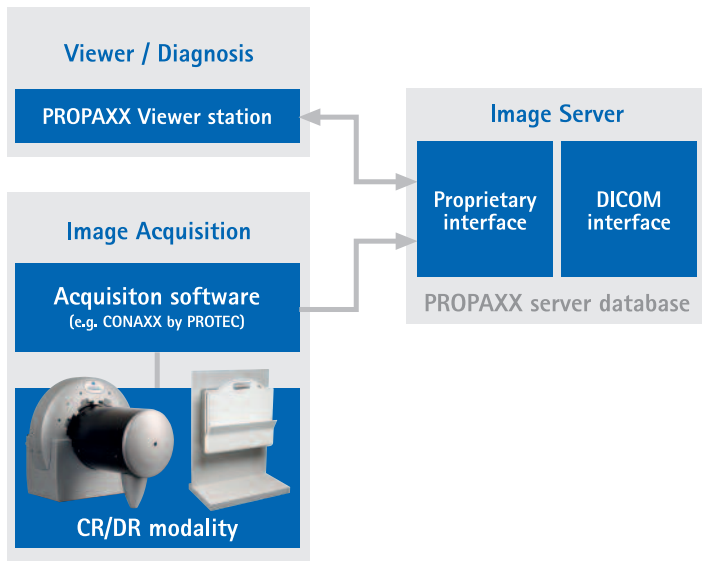 Viewer / Diagnosis
PROPAXX Viewer station
Image Server
Proprietary
interface
DICOM
interface
PROPAXX server database
Image Acquisition
Acquisiton software
(e.g. CONAXX by PROTEC)
CR/DR modality